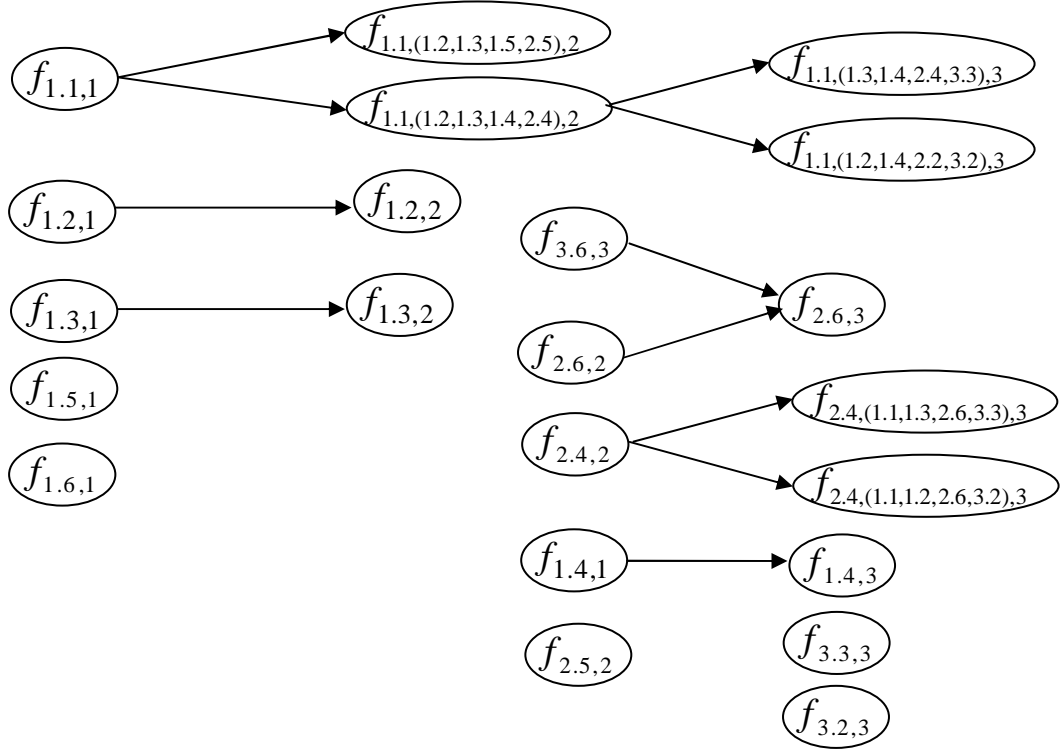 f1.1,1
f1.1,(1.2,1.3,1.5,2.5),2
f1.1,(1.2,1.3,1.4,2.4),2
f1.1,(1.3,1.4,2.4,3.3),3
f1.1,(1.2,1.4,2.2,3.2),3
f1.2,1
f1.2,2
f3.6,3
f1.3,1
f1.3,2
f2.6,3
f2.6,2
f1.5,1
f2.4,2
f2.4,(1.1,1.3,2.6,3.3),3
f2.4,(1.1,1.2,2.6,3.2),3
f1.6,1
f1.4,1
f1.4,3
f2.5,2
f3.3,3
f3.2,3